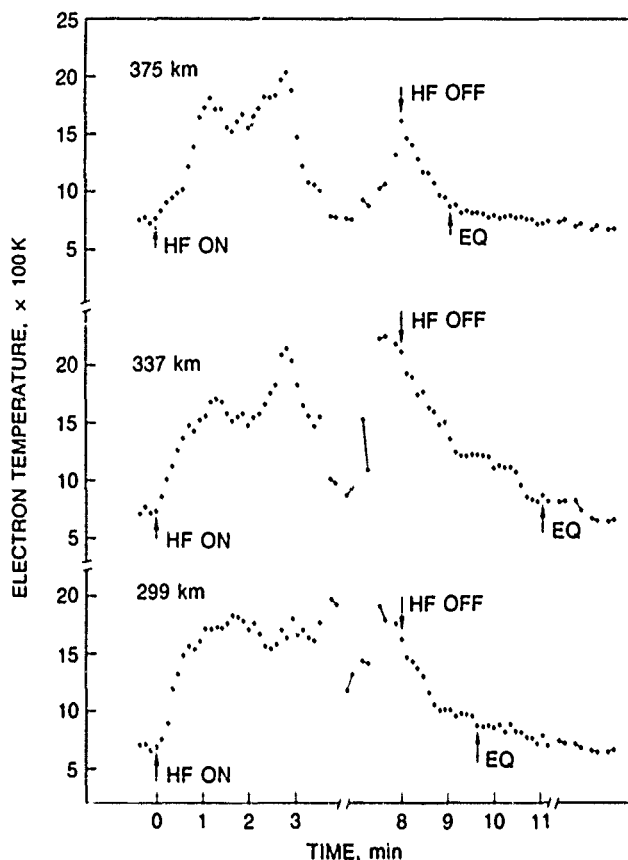 25
20
15
10
5
375 km
HF OFF
HF ON
EQ
ELECTRON TEMPERATURE, × 100K
20
15
10
5
337 km
HF OFF
HF ON
EQ
20
15
10
5
299 km
HF OFF
HF ON
EQ
0 1 2 3 8 9 10 11
TIME, min